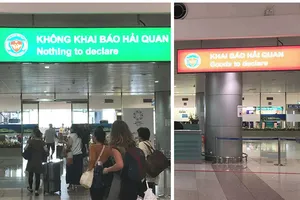 KHÔNG KHAI BÁO HẢI QUAN
Nothing to declare
KHAI BÁO HẢI QUAN
Goods to declare